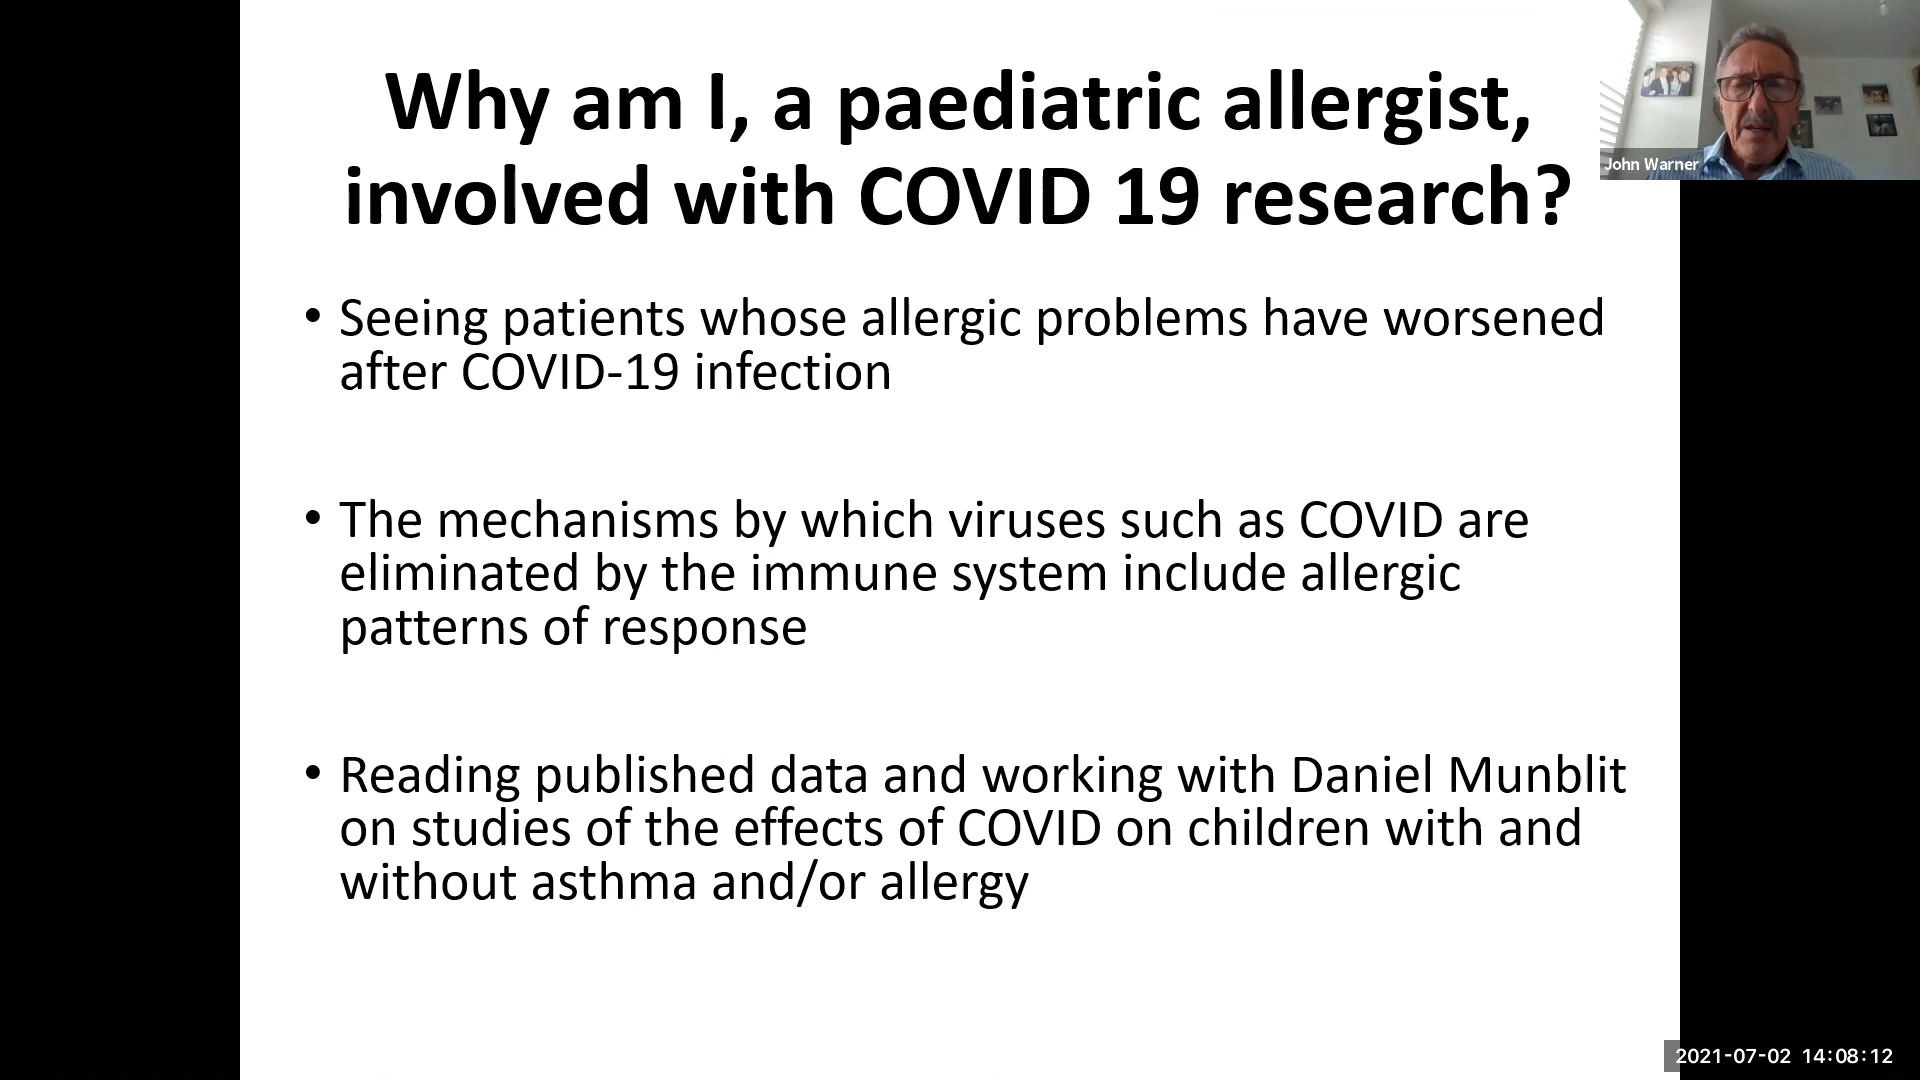 Why am I, a paediatric allergist,
involved with COVID 19 research?
John Warner
• Seeing patients whose allergic problems have worsened
after COVID-19 infection
• The mechanisms by which viruses such as COVID are
eliminated by the immune system include allergic
patterns of response
• Reading published data and working with Daniel Munblit
on studies of the effects of COVID on children with and
without asthma and/or allergy
2021-07-02 14:08:12